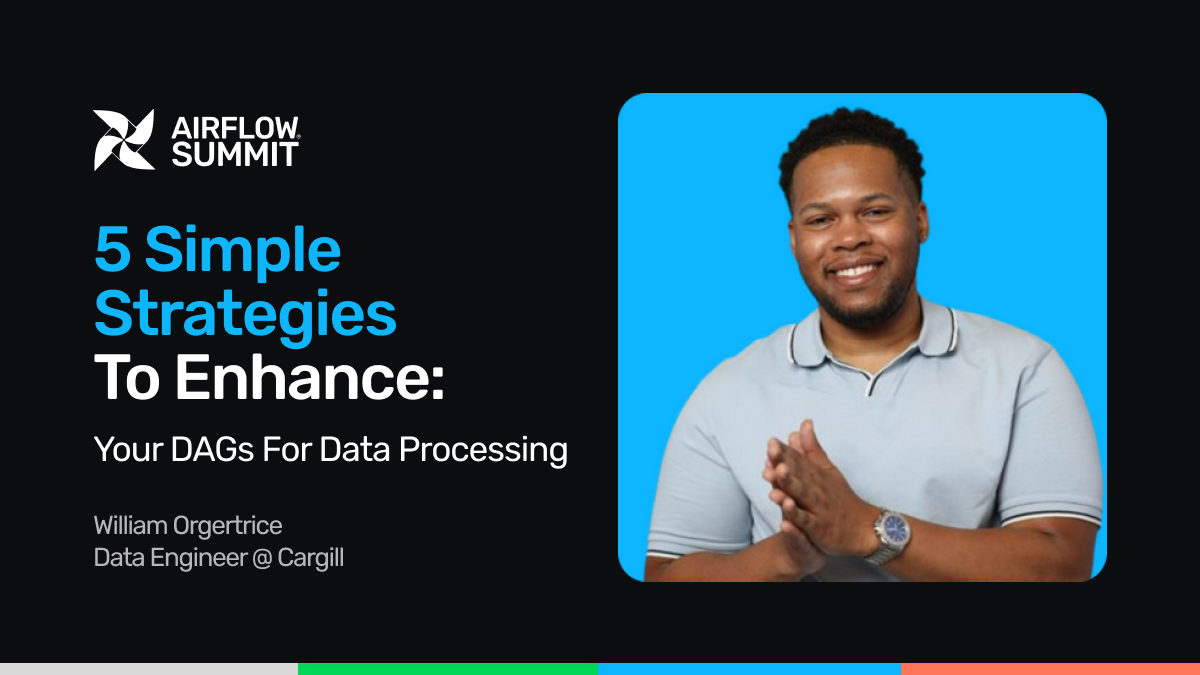 AIRFLOW
SUMMIT
5 Simple
Strategies
To Enhance:
Your DAGs For Data Processing
William Orgertrice
Data Engineer @ Cargill